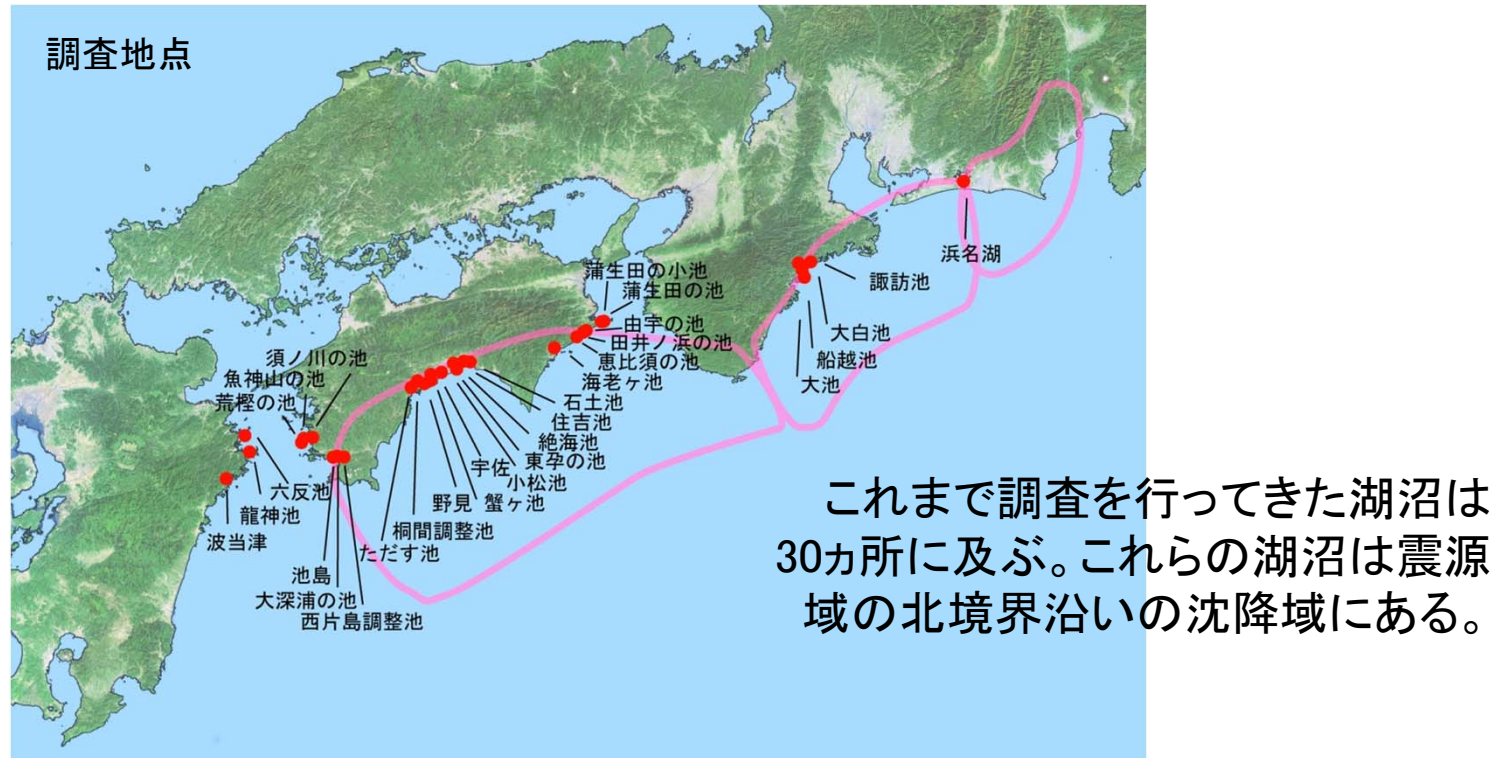 調査地点
浜名湖
諏訪池
大白池
船越池
大池
蒲生田の小池
蒲生田の池
由宇の池
田井ノ浜の池
恵比須の池
海老ヶ池
石土池
住吉池
絶海池
東孕の池
小松池
宇佐
蟹ヶ池
野見
桐間調整池
ただす池
須ノ川の池
魚神山の池
荒樫の池
六反池
龍神池
波当津
池島
大深浦の池
西片島調整池
これまで調査を行ってきた湖沼は
30ヵ所に及ぶ。これらの湖沼は震源
域の北境界沿いの沈降域にある。